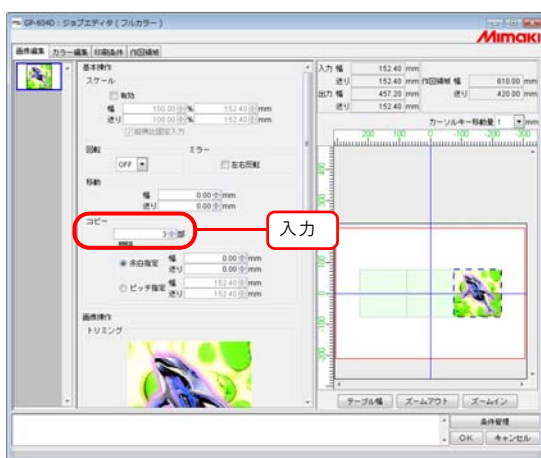 GP-604D : ジョブエディタ ( フルカラー )
Mimaki
画像編集 カラー編集 印刷条件 作図領域
基本操作
スケール
有効
幅 100.00 % 152.40 mm
送り 100.00 % 152.40 mm
縦横比固定入力
回転 ミラー
OFF 左右反転
移動
幅 0.00 mm
送り 0.00 mm
コピー
3 部
間隔
余白指定 幅 0.00 mm
送り 0.00 mm
ピッチ指定 幅 152.40 mm
送り 152.40 mm
画像操作
トリミング
入力
入力 幅 152.40 mm
送り 152.40 mm 作図領域 幅 610.00 mm
出力 幅 457.20 mm 送り 420.00 mm
送り 152.40 mm
カーソルキー移動量 1 mm
200 100 0 -100 -200 -300
テーブル幅 ズームアウト ズームイン
条件管理
OK キャンセル